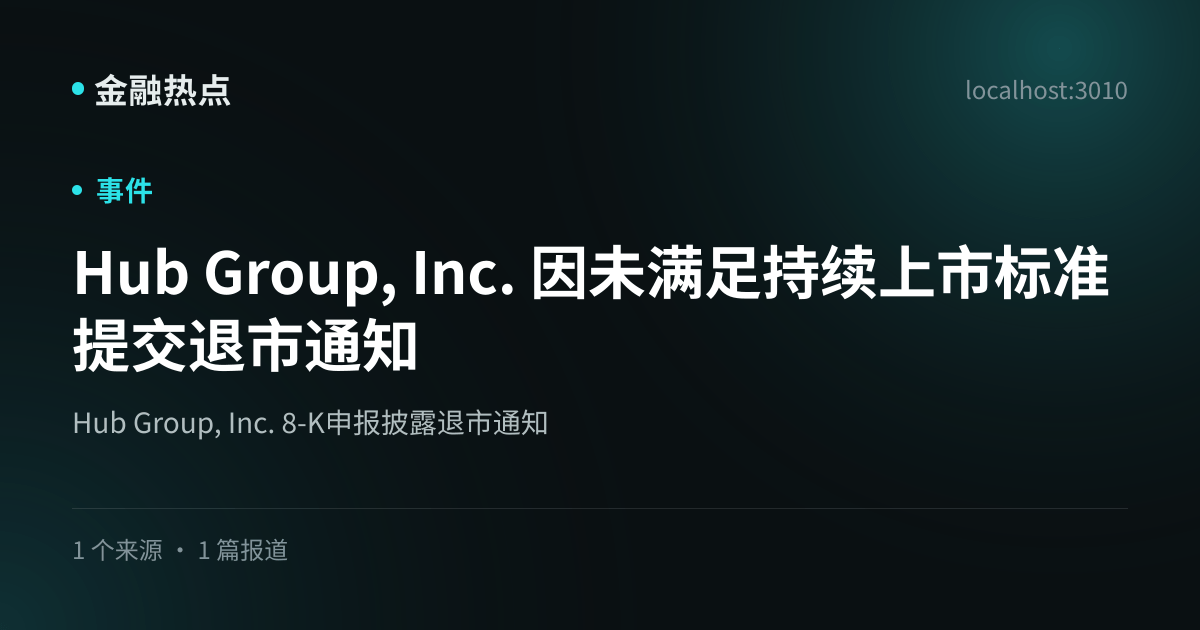 金融热点
localhost:3010
事件
Hub Group, Inc. 因未满足持续上市标准
提交退市通知
Hub Group, Inc. 8-K申报披露退市通知
1 个来源 · 1 篇报道